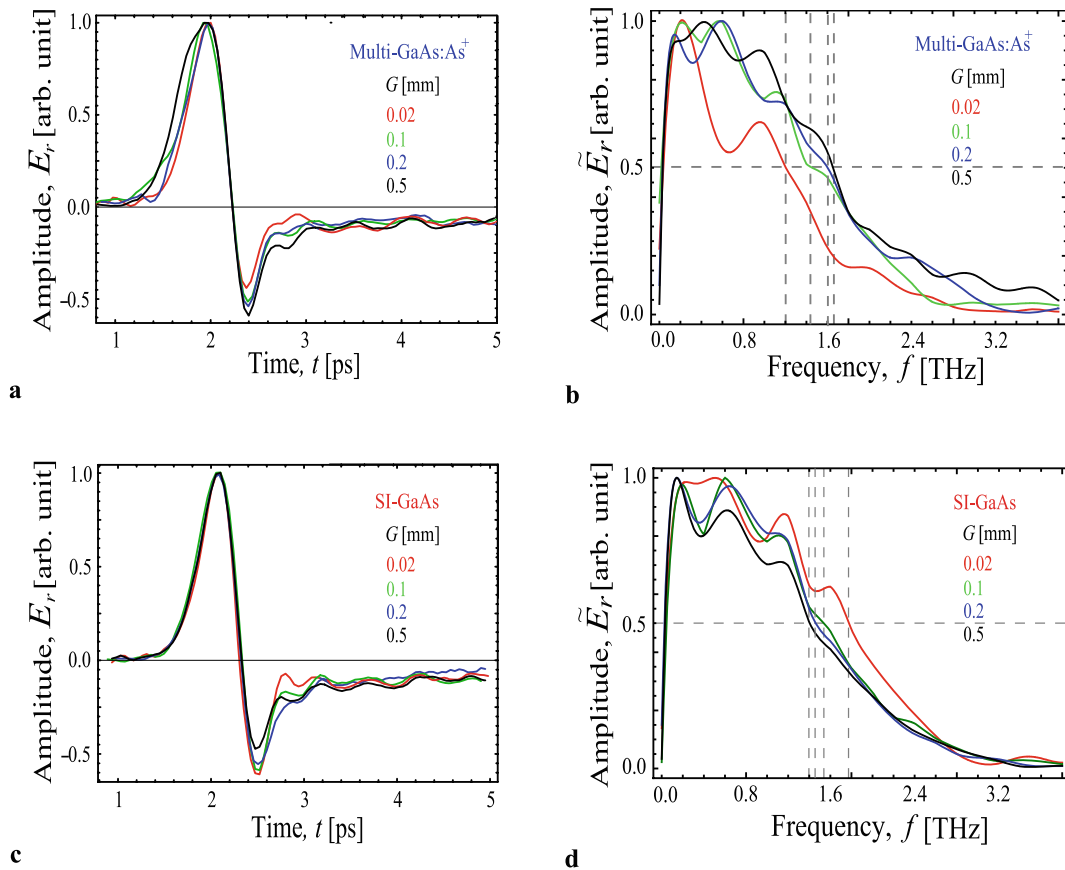 Amplitude, E_r [arb. unit]
1.0
0.5
0.0
−0.5
Multi-GaAs:As⁺
G [mm]
0.02
0.1
0.2
0.5
1 2 3 4 5
Time, t [ps]
a
Amplitude, Ẽ_r [arb. unit]
1.0
0.5
0.0
Multi-GaAs:As⁺
G [mm]
0.02
0.1
0.2
0.5
0.0 0.8 1.6 2.4 3.2
Frequency, f [THz]
b
Amplitude, E_r [arb. unit]
1.0
0.5
0.0
−0.5
SI-GaAs
G [mm]
0.02
0.1
0.2
0.5
1 2 3 4 5
Time, t [ps]
c
Amplitude, Ẽ_r [arb. unit]
1.0
0.5
0.0
SI-GaAs
G [mm]
0.02
0.1
0.2
0.5
0.0 0.8 1.6 2.4 3.2
Frequency, f [THz]
d